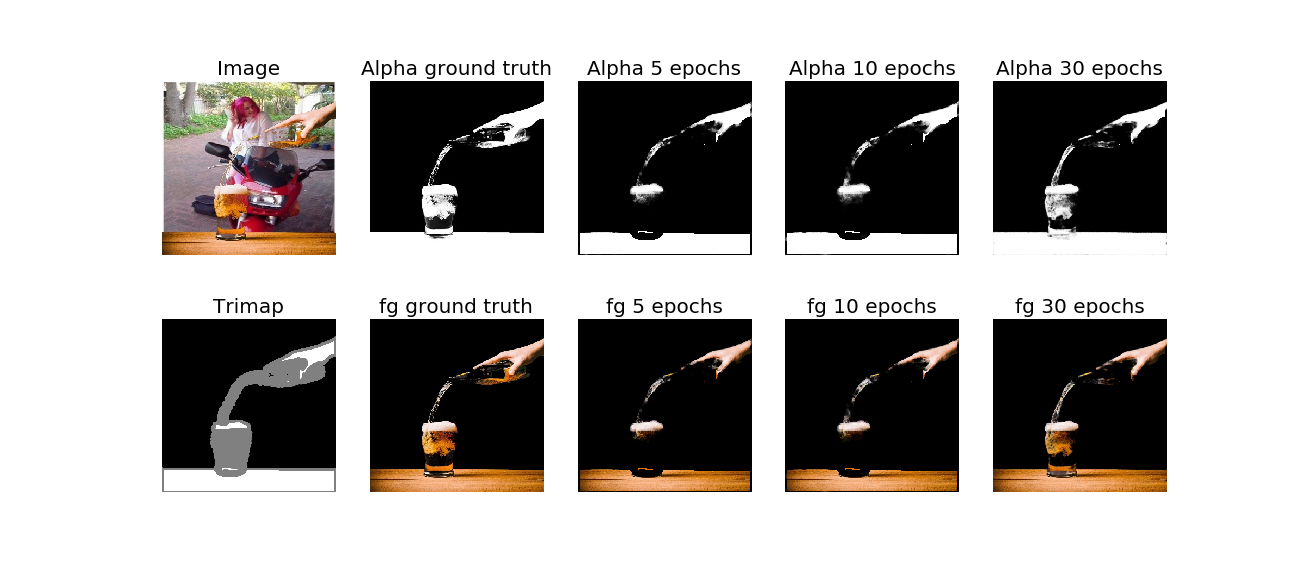 Image
Alpha ground truth
Alpha 5 epochs
Alpha 10 epochs
Alpha 30 epochs
Trimap
fg ground truth
fg 5 epochs
fg 10 epochs
fg 30 epochs